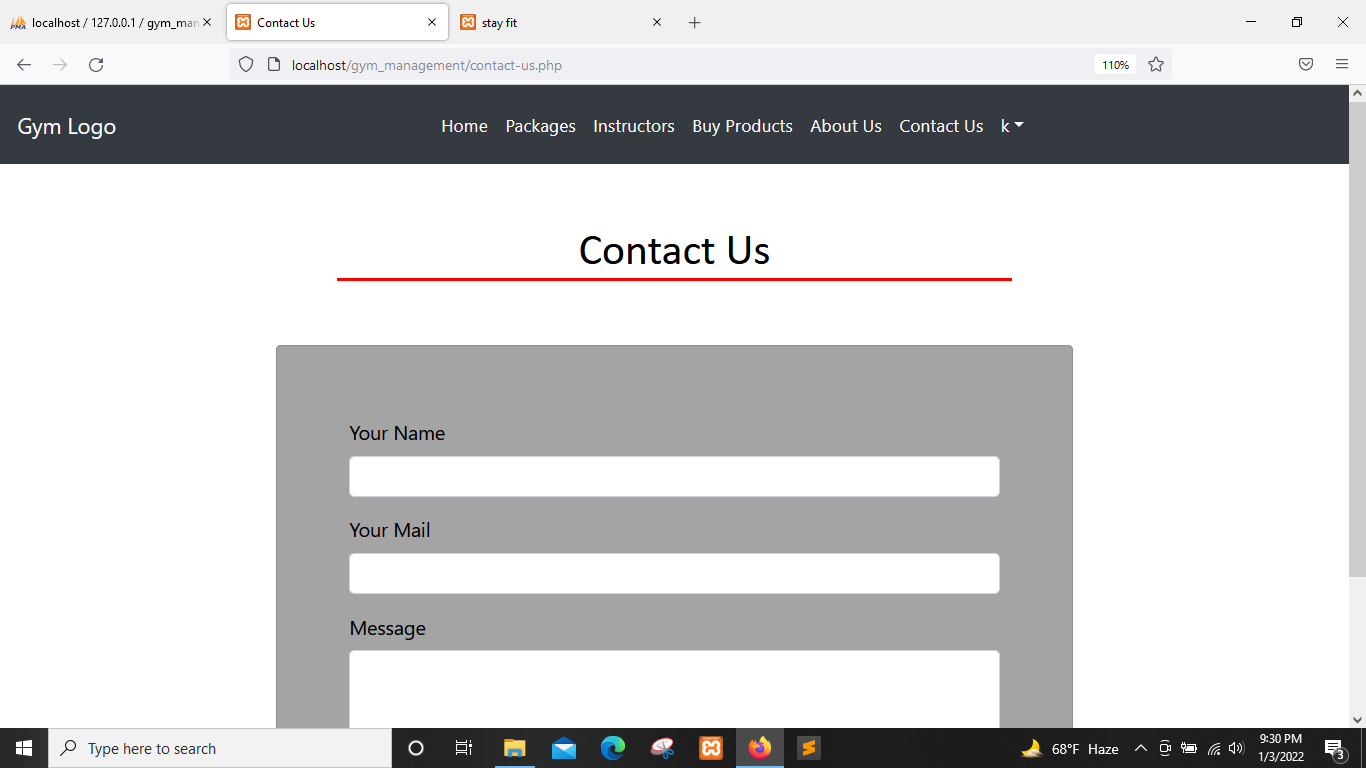 localhost / 127.0.0.1 / gym_man
Contact Us
stay fit
localhost/gym_management/contact-us.php
110%
Gym Logo
Home Packages Instructors Buy Products About Us Contact Us k
Contact Us
Your Name
Your Mail
Message
Type here to search
68°F Haze
9:30 PM
1/3/2022
3